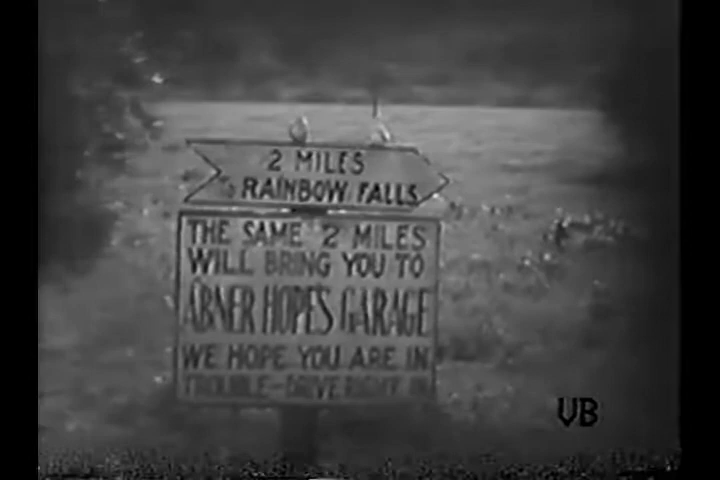 2 MILES
RAINBOW FALLS
THE SAME 2 MILES
WILL BRING YOU TO
ABNER HOPE'S GARAGE
WE HOPE YOU ARE IN
TROUBLE-DRIVE RIGHT IN
VB